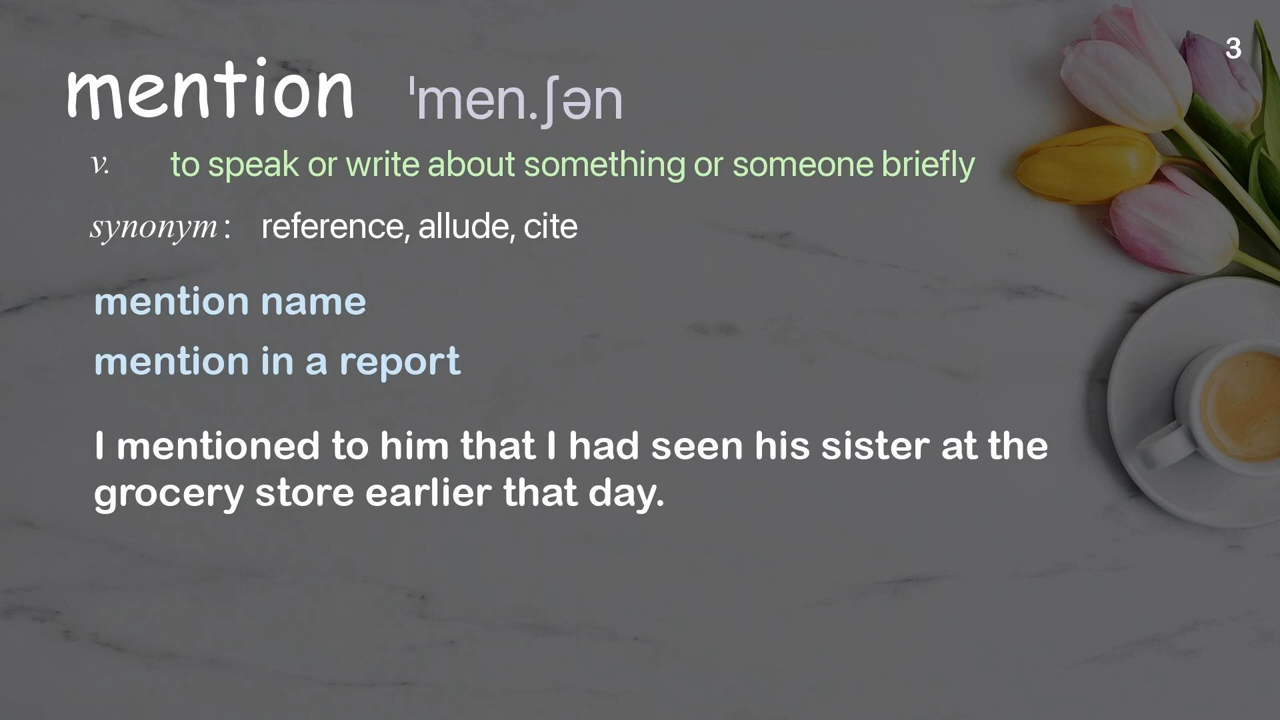 3
mention ˈmen.ʃən
v. to speak or write about something or someone briefly
synonym: reference, allude, cite
mention name
mention in a report
I mentioned to him that I had seen his sister at the
grocery store earlier that day.